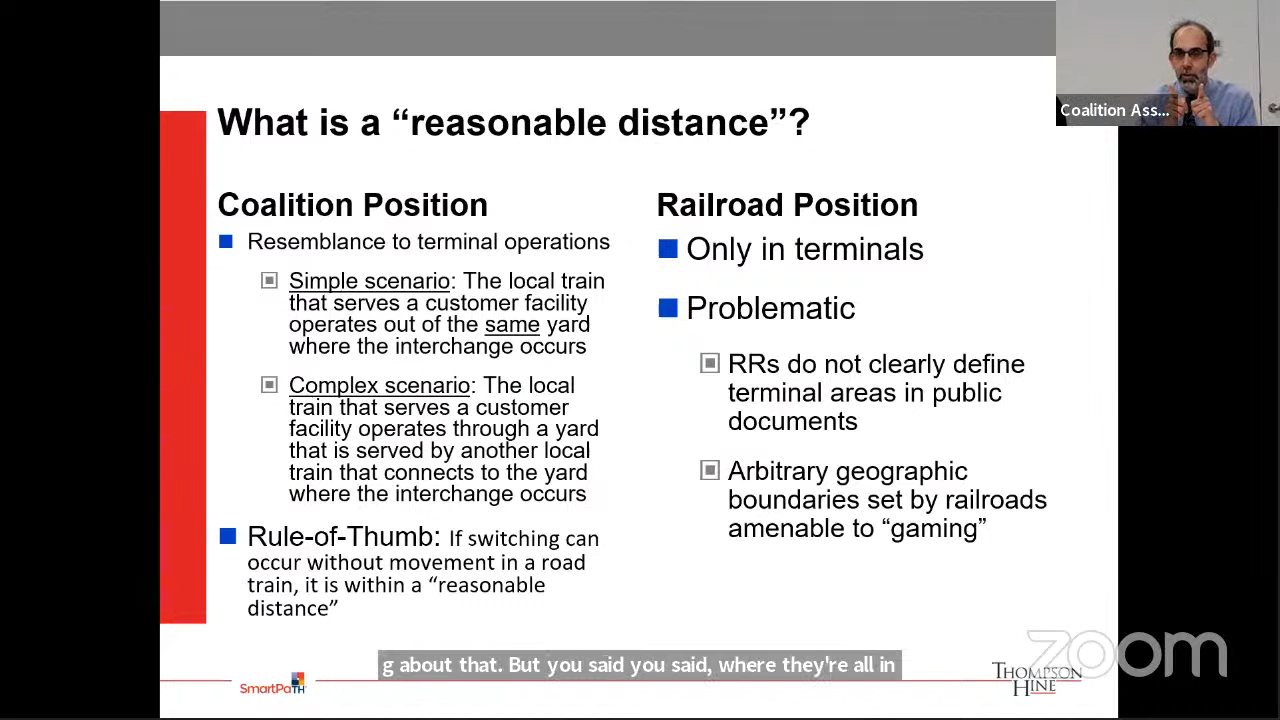 What is a “reasonable distance”?
Coalition Ass...
Coalition Position
Resemblance to terminal operations
Simple scenario: The local train
that serves a customer facility
operates out of the same yard
where the interchange occurs
Complex scenario: The local
train that serves a customer
facility operates through a yard
that is served by another local
train that connects to the yard
where the interchange occurs
Rule-of-Thumb: If switching can
occur without movement in a road
train, it is within a “reasonable
distance”
Railroad Position
Only in terminals
Problematic
RRs do not clearly define
terminal areas in public
documents
Arbitrary geographic
boundaries set by railroads
amenable to “gaming”
g about that. But you said you said, where they're all in
SmartPaTH
THOMPSON
HINE
zoom